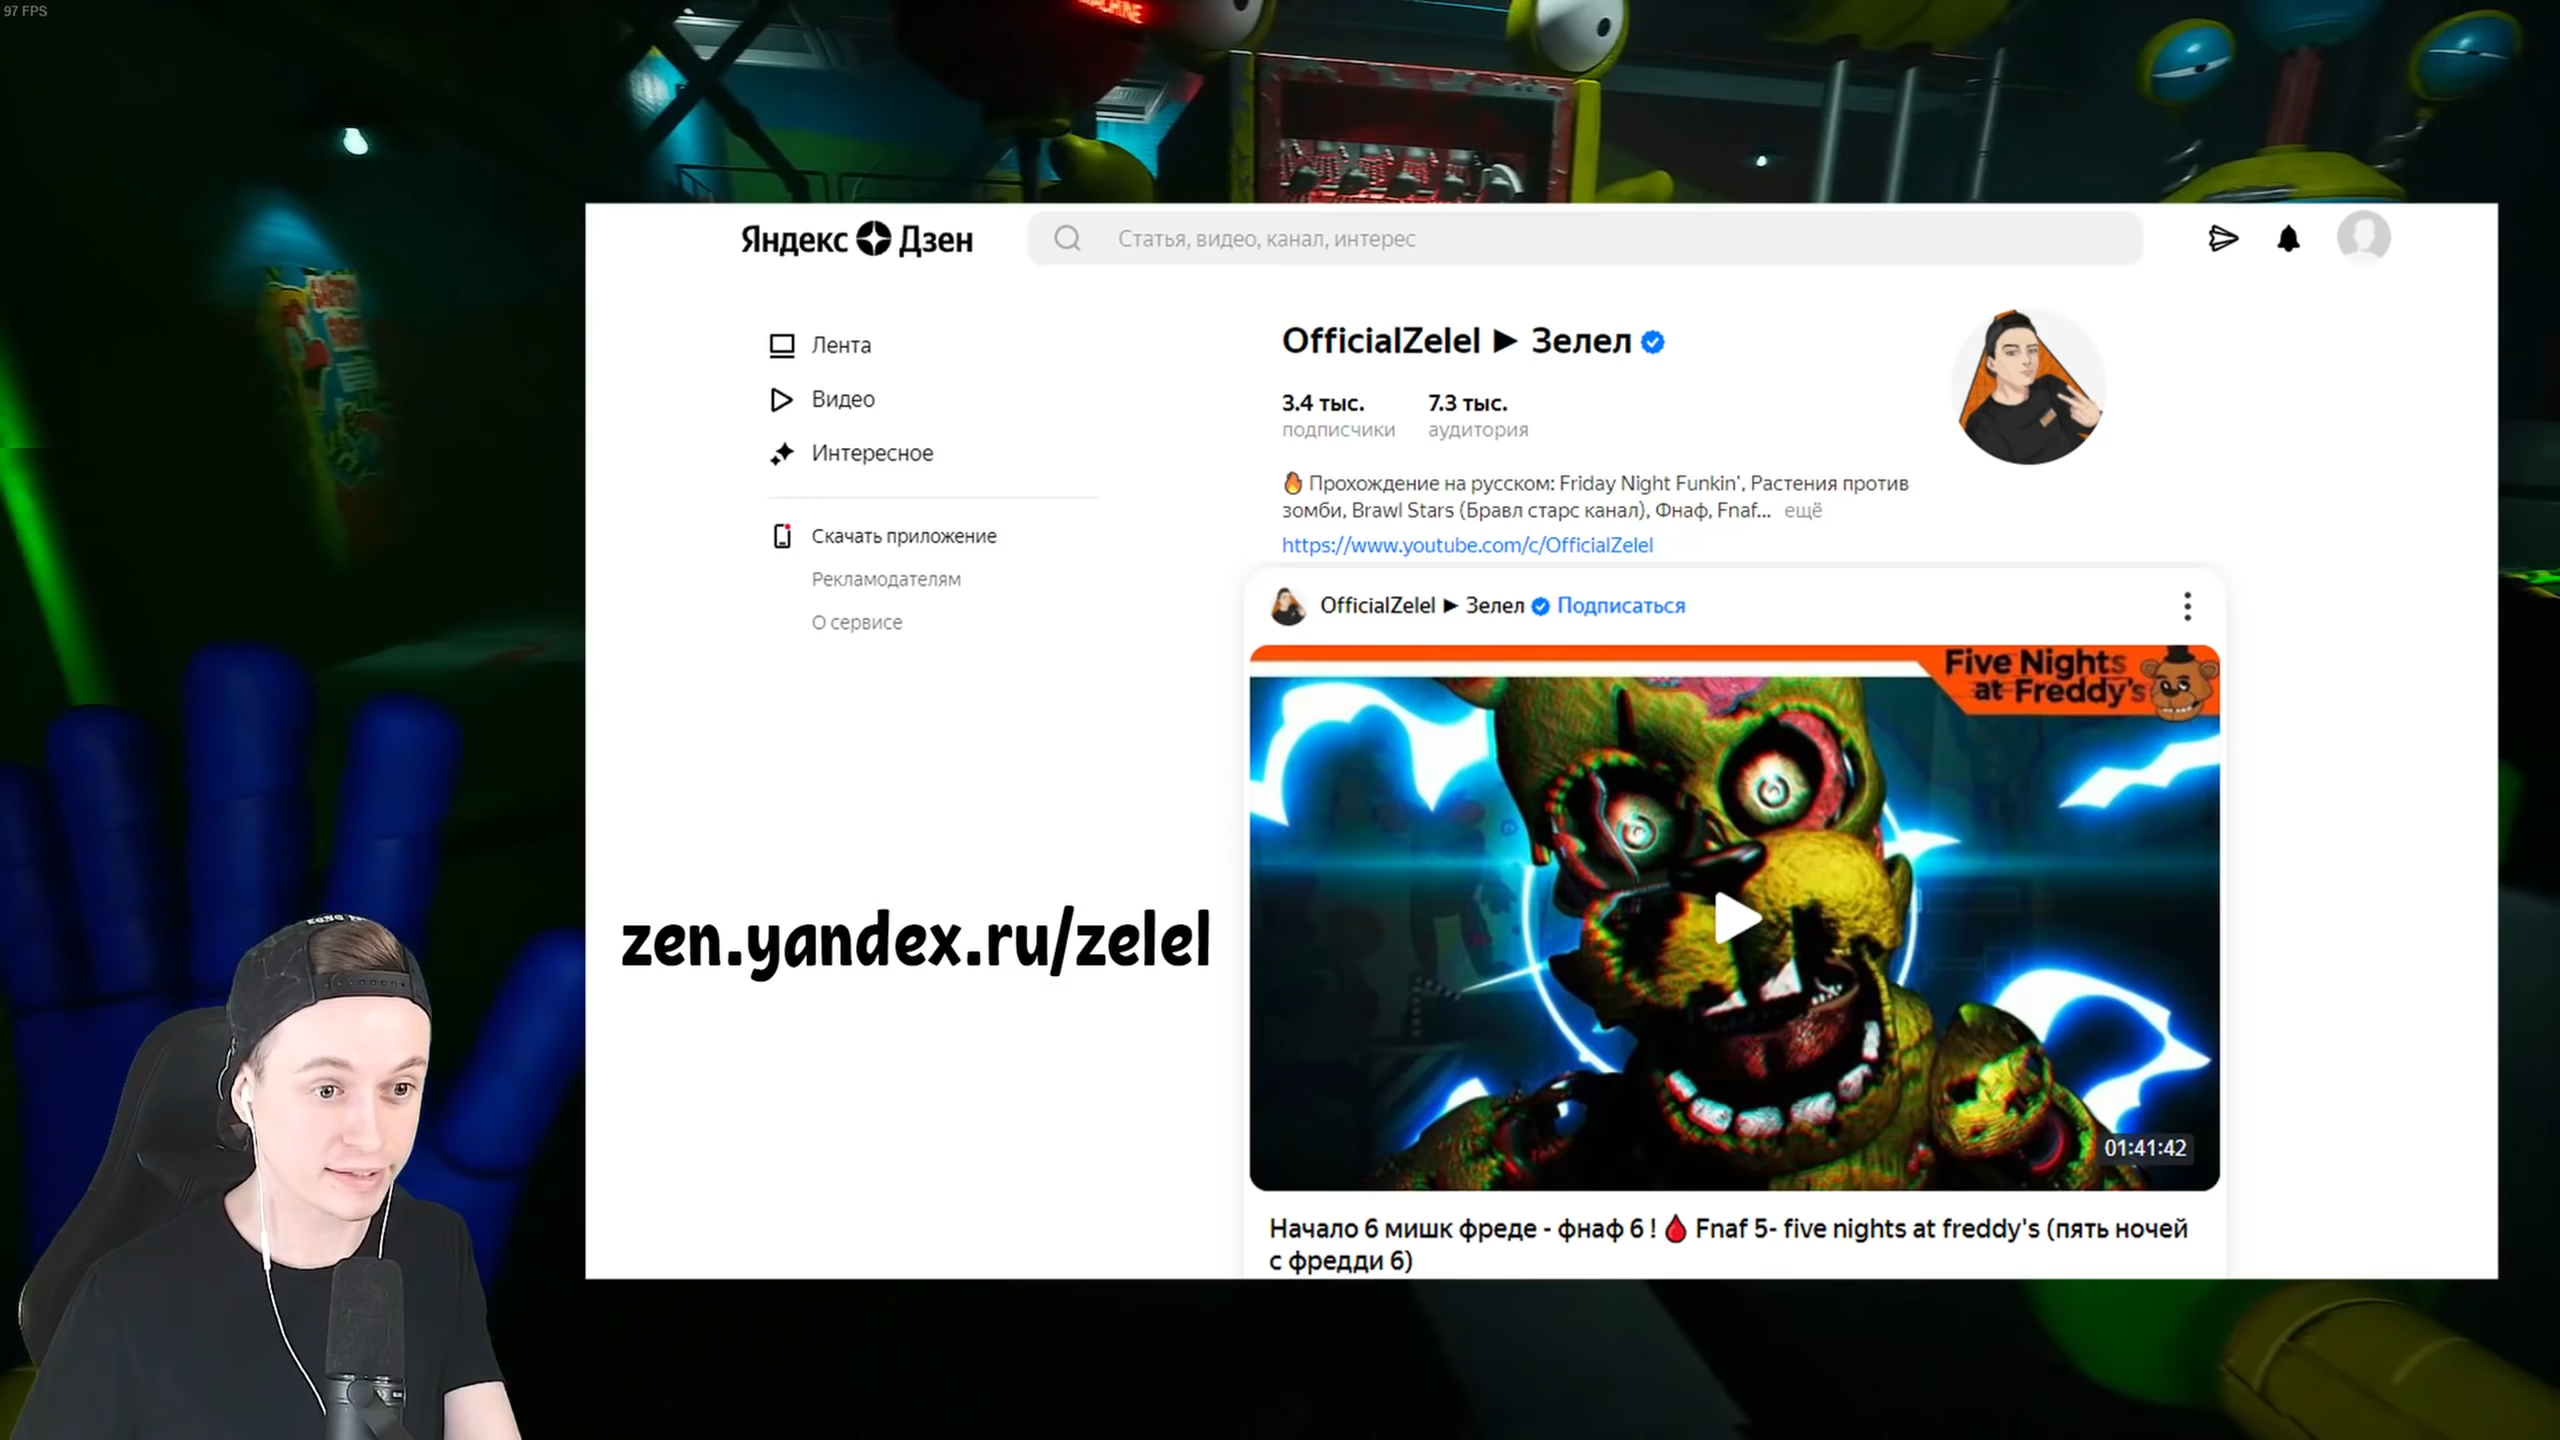 97 FPS
MACHINE
Яндекс Дзен
Статья, видео, канал, интерес
Лента
Видео
Интересное
Скачать приложение
Рекламодателям
О сервисе
OfficialZelel ► Зелел
3.4 тыс.
подписчики
7.3 тыс.
аудитория
🔥 Прохождение на русском: Friday Night Funkin', Растения против
зомби, Brawl Stars (Бравл старс канал), Фнаф, Fnaf... ещё
https://www.youtube.com/c/OfficialZelel
OfficialZelel ► Зелел Подписаться
Five Nights
at Freddy's
01:41:42
Начало 6 мишк фреде - фнаф 6 ! 🩸 Fnaf 5- five nights at freddy's (пять ночей
с фредди 6)
zen.yandex.ru/zelel